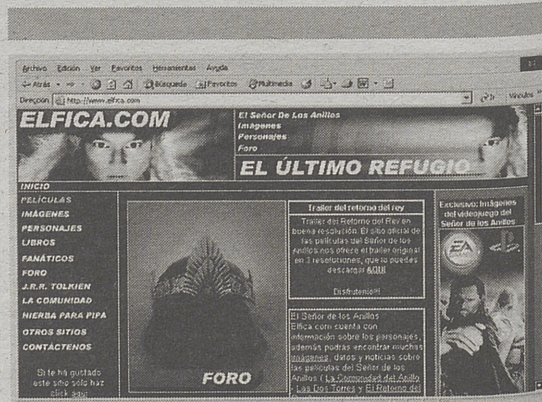 Archivo Edición Ver Favoritos Herramientas Ayuda
Atrás Búsqueda Favoritos Multimedia
Dirección http://www.elfica.com Vínculos
ELFICA.COM
El Señor De Los Anillos
Imágenes
Personajes
Foro
EL ÚLTIMO REFUGIO
INICIO
PELÍCULAS
IMÁGENES
PERSONAJES
LIBROS
FANÁTICOS
FORO
J.R.R. TOLKIEN
LA COMUNIDAD
HIERBA PARA PIPA
OTROS SITIOS
CONTÁCTENOS
Si te ha gustado
este sitio sólo haz
click aquí
FORO
Trailer del retorno del rey
Trailer del Retorno del Rey en
buena resolución. El sitio oficial de
las películas del Señor de los
Anillos nos ofrece el trailer original
en 3 resoluciones, que lo puedes
descargar AQUI
Disfrutenlo!!!
El Señor de los Anillos
Elfica.com cuenta con
información sobre los personajes,
además podrás encontrar muchas
imágenes, datos y noticias sobre
las películas del Señor de los
Anillos ( La Comunidad del Anillo
, Las Dos Torres y El Retorno del
Exclusivo: Imágenes
del videojuego del
Señor de los Anillos
EA